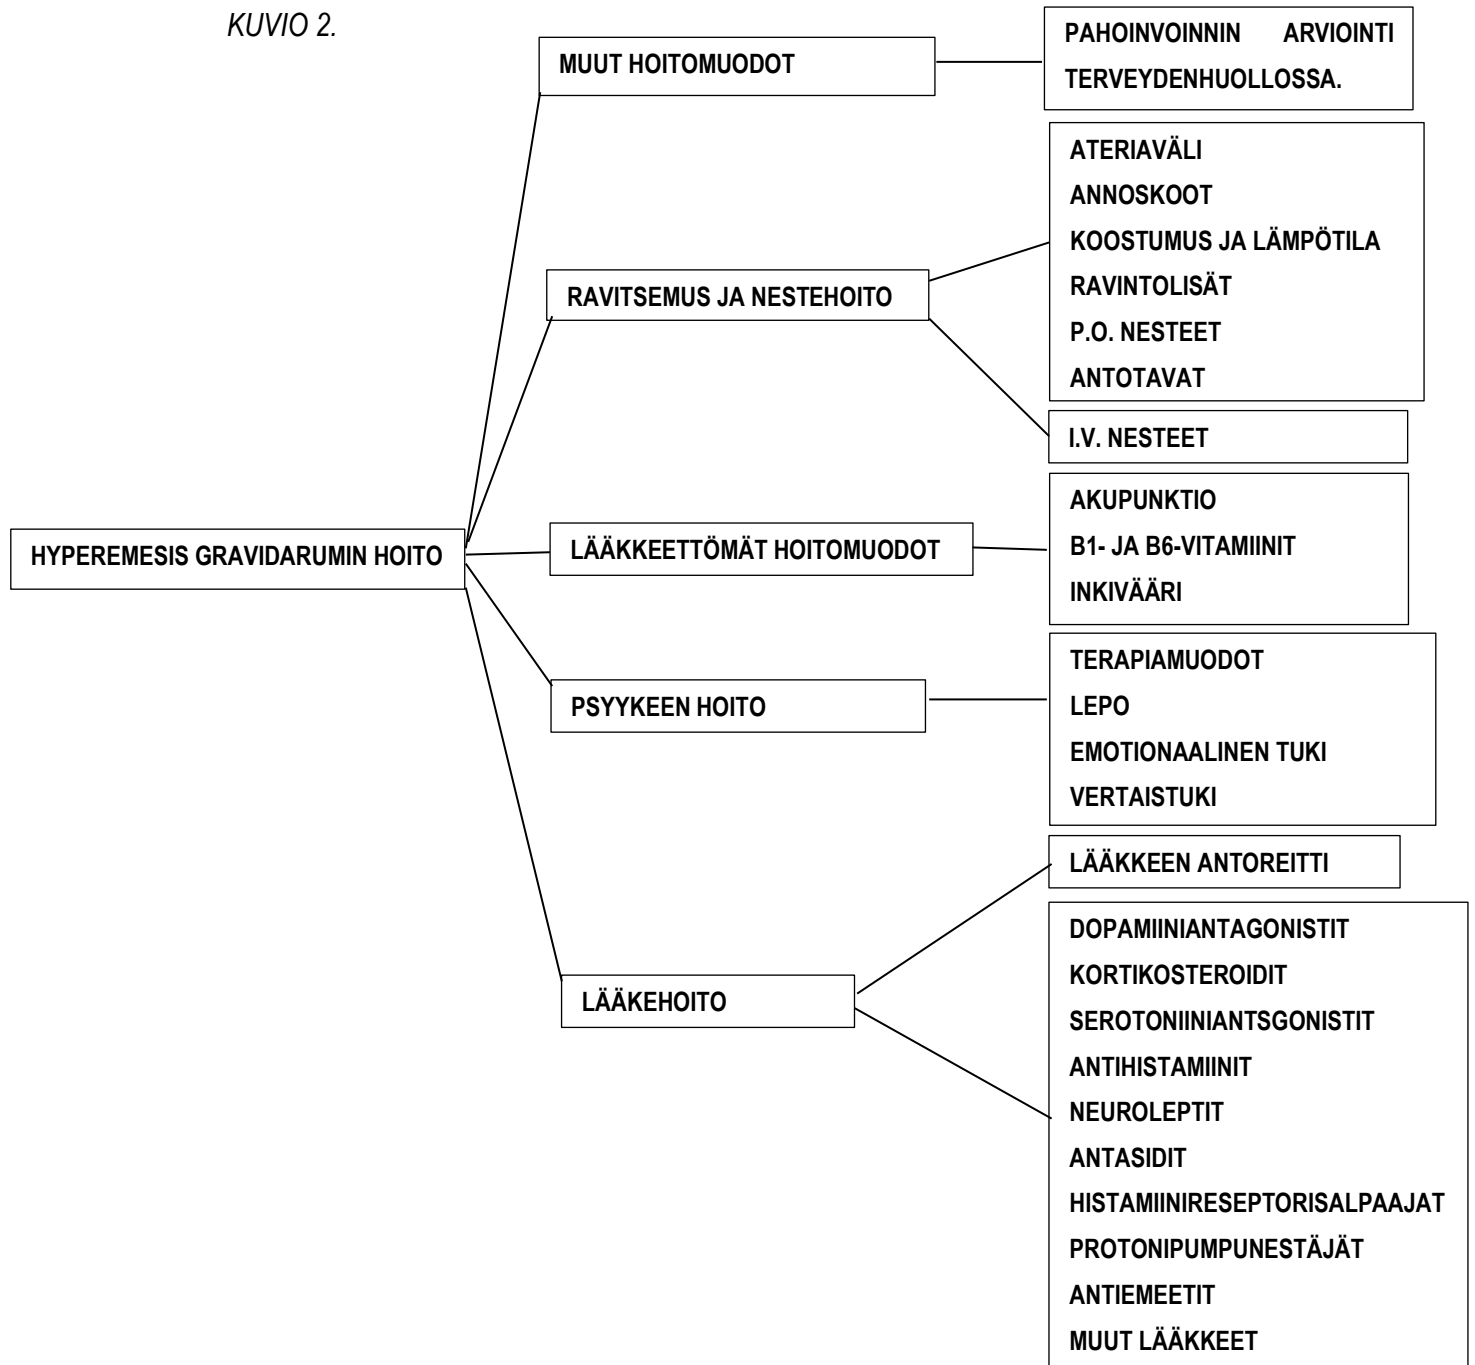 KUVIO 2.
HYPEREMESIS GRAVIDARUMIN HOITO
MUUT HOITOMUODOT
PAHOINVOINNIN ARVIOINTI
TERVEYDENHUOLLOSSA.
RAVITSEMUS JA NESTEHOITO
ATERIAVÄLI
ANNOSKOOT
KOOSTUMUS JA LÄMPÖTILA
RAVINTOLISÄT
P.O. NESTEET
ANTOTAVAT
I.V. NESTEET
LÄÄKKEETTÖMÄT HOITOMUODOT
AKUPUNKTIO
B1- JA B6-VITAMIINIT
INKIVÄÄRI
PSYYKEEN HOITO
TERAPIAMUODOT
LEPO
EMOTIONAALINEN TUKI
VERTAISTUKI
LÄÄKEHOITO
LÄÄKKEEN ANTOREITTI
DOPAMIINIANTAGONISTIT
KORTIKOSTEROIDIT
SEROTONIINIANTSGONISTIT
ANTIHISTAMIINIT
NEUROLEPTIT
ANTASIDIT
HISTAMIINIRESEPTORISALPAAJAT
PROTONIPUMPUNESTÄJÄT
ANTIEMEETIT
MUUT LÄÄKKEET